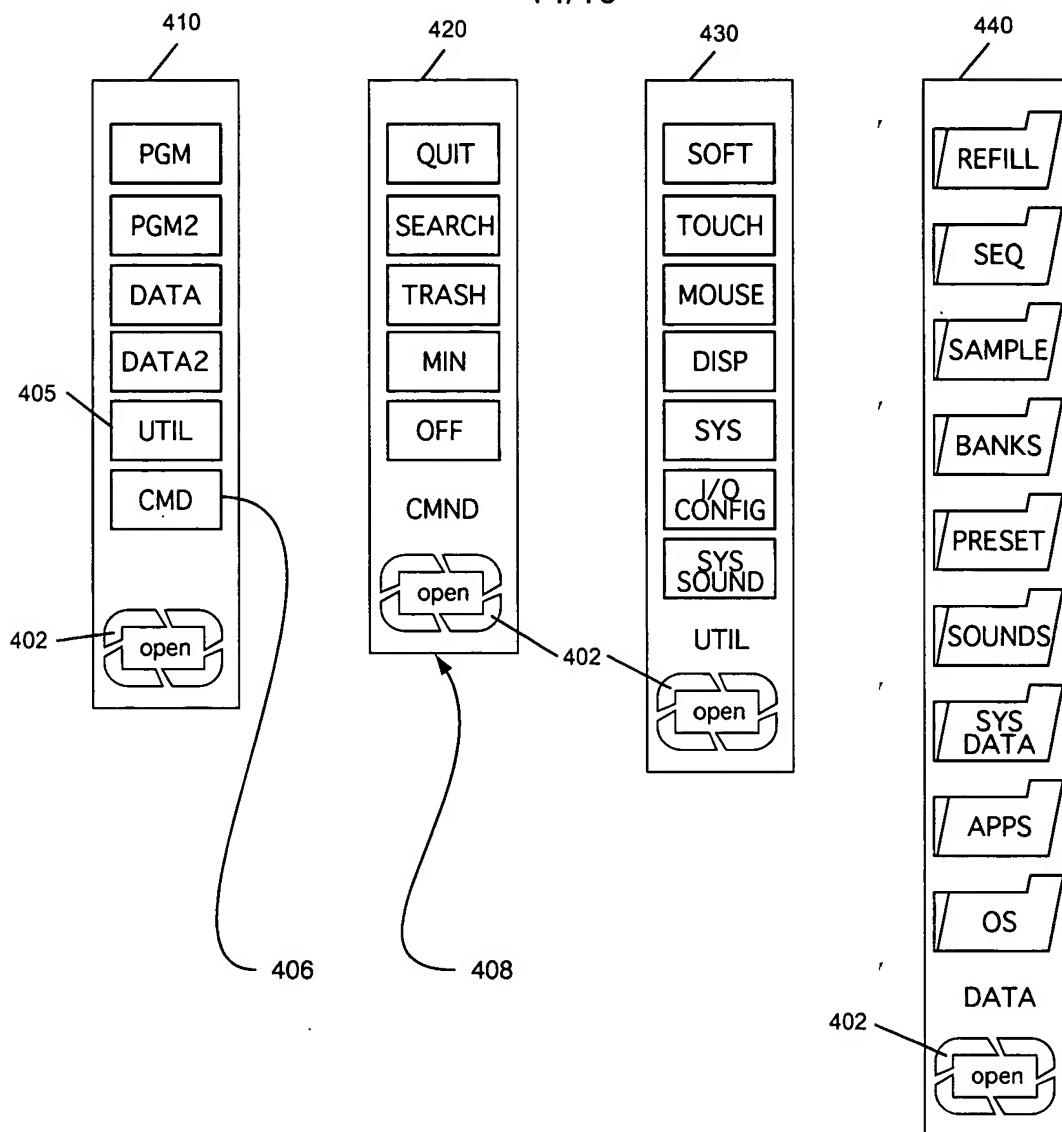 410
PGM
PGM2
DATA
DATA2
UTIL
CMD
open
405
402
406
420
QUIT
SEARCH
TRASH
MIN
OFF
CMND
open
402
408
430
SOFT
TOUCH
MOUSE
DISP
SYS
I/O
CONFIG
SYS
SOUND
UTIL
open
440
REFILL
SEQ
SAMPLE
BANKS
PRESET
SOUNDS
SYS
DATA
APPS
OS
DATA
402
open